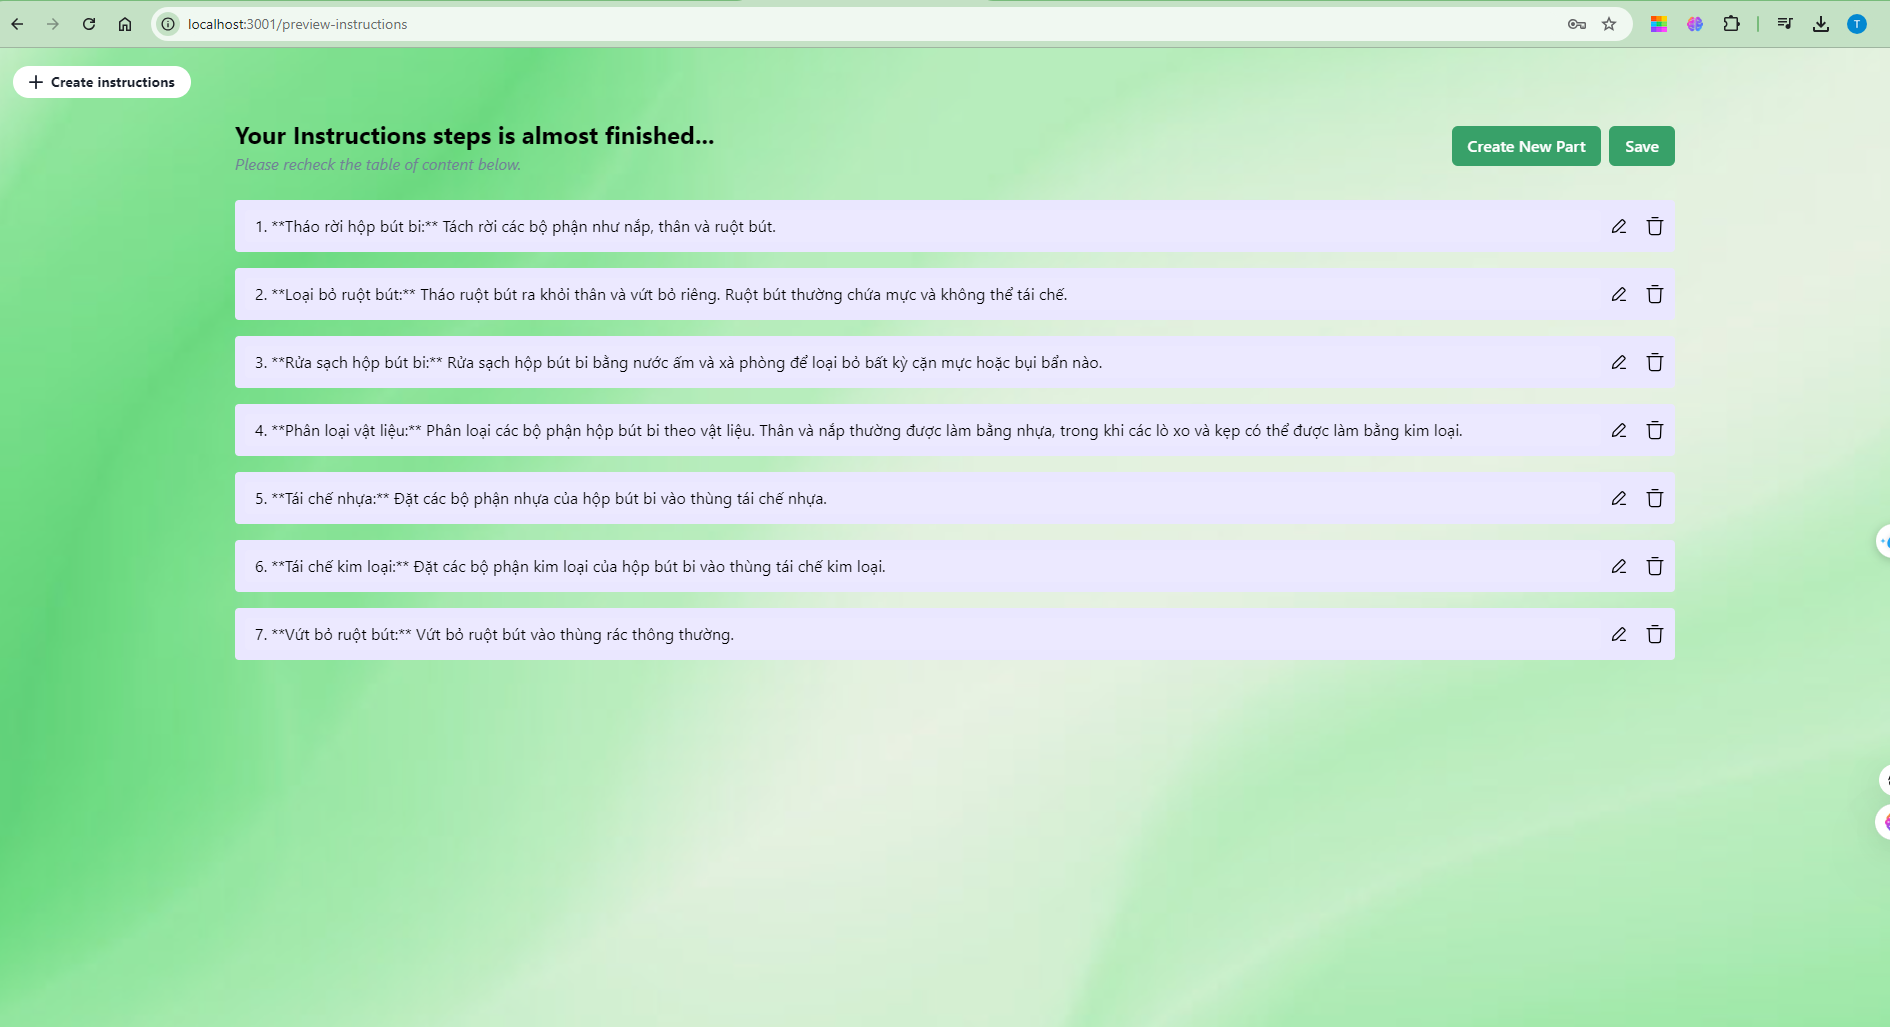 localhost:3001/preview-instructions
T
Create instructions
Your Instructions steps is almost finished...
Please recheck the table of content below.
Create New Part
Save
1. **Tháo rời hộp bút bi:** Tách rời các bộ phận như nắp, thân và ruột bút.
2. **Loại bỏ ruột bút:** Tháo ruột bút ra khỏi thân và vứt bỏ riêng. Ruột bút thường chứa mực và không thể tái chế.
3. **Rửa sạch hộp bút bi:** Rửa sạch hộp bút bi bằng nước ấm và xà phòng để loại bỏ bất kỳ cặn mực hoặc bụi bẩn nào.
4. **Phân loại vật liệu:** Phân loại các bộ phận hộp bút bi theo vật liệu. Thân và nắp thường được làm bằng nhựa, trong khi các lò xo và kẹp có thể được làm bằng kim loại.
5. **Tái chế nhựa:** Đặt các bộ phận nhựa của hộp bút bi vào thùng tái chế nhựa.
6. **Tái chế kim loại:** Đặt các bộ phận kim loại của hộp bút bi vào thùng tái chế kim loại.
7. **Vứt bỏ ruột bút:** Vứt bỏ ruột bút vào thùng rác thông thường.